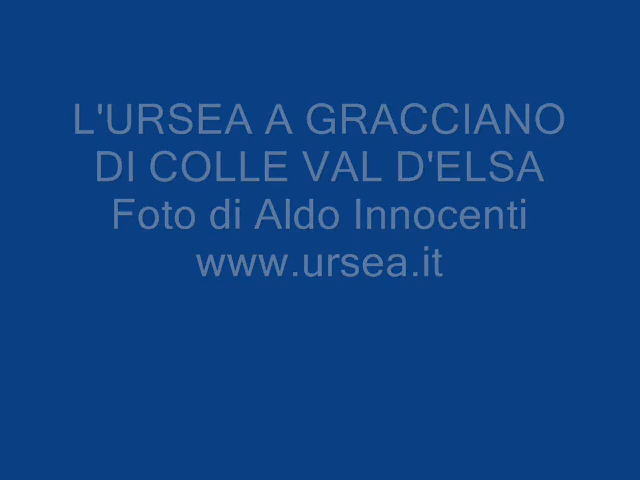 L'URSEA A GRACCIANO
DI COLLE VAL D'ELSA
Foto di Aldo Innocenti
www.ursea.it